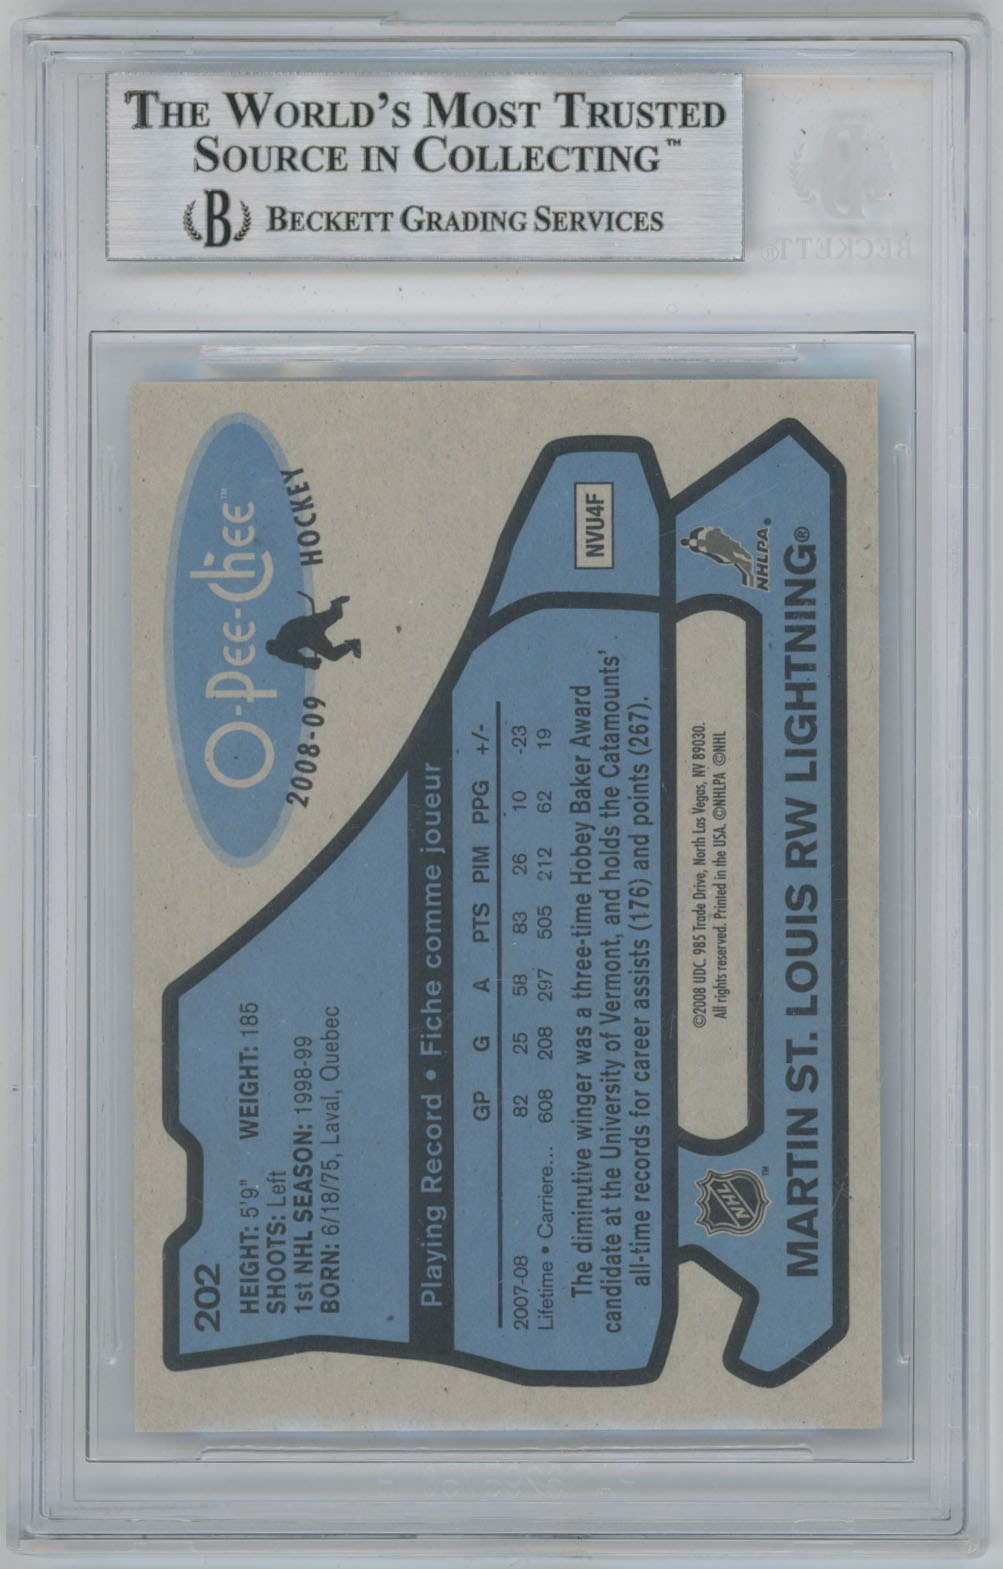 THE WORLD'S MOST TRUSTED
SOURCE IN COLLECTING™
B BECKETT GRADING SERVICES
BECKETT®
O-Pee-Chee™
2008-09 HOCKEY
202
HEIGHT: 5'9" WEIGHT: 185
SHOOTS: Left
1st NHL SEASON: 1998-99
BORN: 6/18/75, Laval, Quebec
Playing Record • Fiche comme joueur
GP G A PTS PIM PPG +/-
2007-08 82 25 58 83 26 10 -23
Lifetime • Carriere... 608 208 297 505 212 62 19
The diminutive winger was a three-time Hobey Baker Award
candidate at the University of Vermont, and holds the Catamounts'
all-time records for career assists (176) and points (267).
NVU4F
NHL ™
©2008 UDC. 985 Trade Drive, North Las Vegas, NV 89030.
All rights reserved. Printed in the USA. ©NHLPA ©NHL
NHLPA®
MARTIN ST. LOUIS RW LIGHTNING®